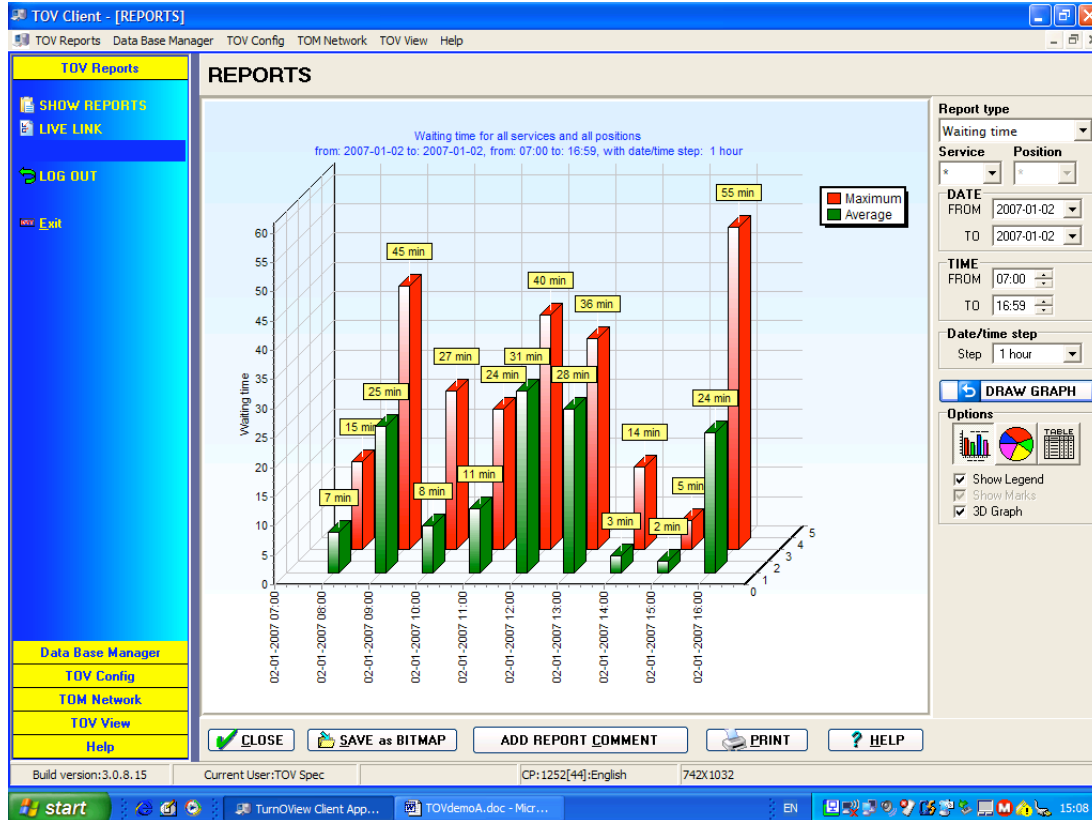 TOV Client - [REPORTS]
TOV Reports Data Base Manager TOV Config TOM Network TOV View Help
TOV Reports
SHOW REPORTS
LIVE LINK
LOG OUT
Exit
Data Base Manager
TOV Config
TOM Network
TOV View
Help
REPORTS
Waiting time for all services and all positions
from: 2007-01-02 to: 2007-01-02, from: 07:00 to: 16:59, with date/time step: 1 hour
Maximum
Average
Waiting time
60
55
50
45
40
35
30
25
20
15
10
5
0
55 min
45 min
40 min
36 min
27 min
24 min
31 min
28 min
25 min
24 min
15 min
14 min
11 min
7 min
8 min
5 min
3 min
2 min
0
1
2
3
4
5
02-01-2007 07:00
02-01-2007 08:00
02-01-2007 09:00
02-01-2007 10:00
02-01-2007 11:00
02-01-2007 12:00
02-01-2007 13:00
02-01-2007 14:00
02-01-2007 15:00
02-01-2007 16:00
Report type
Waiting time
Service Position
* *
DATE
FROM 2007-01-02
TO 2007-01-02
TIME
FROM 07:00
TO 16:59
Date/time step
Step 1 hour
DRAW GRAPH
Options
TABLE
Show Legend
Show Marks
3D Graph
CLOSE
SAVE as BITMAP
ADD REPORT COMMENT
PRINT
? HELP
Build version:3.0.8.15 Current User:TOV Spec CP:1252[44]:English 742X1032
start TurnOView Client App... TOVdemoA.doc - Micr... EN 15:08